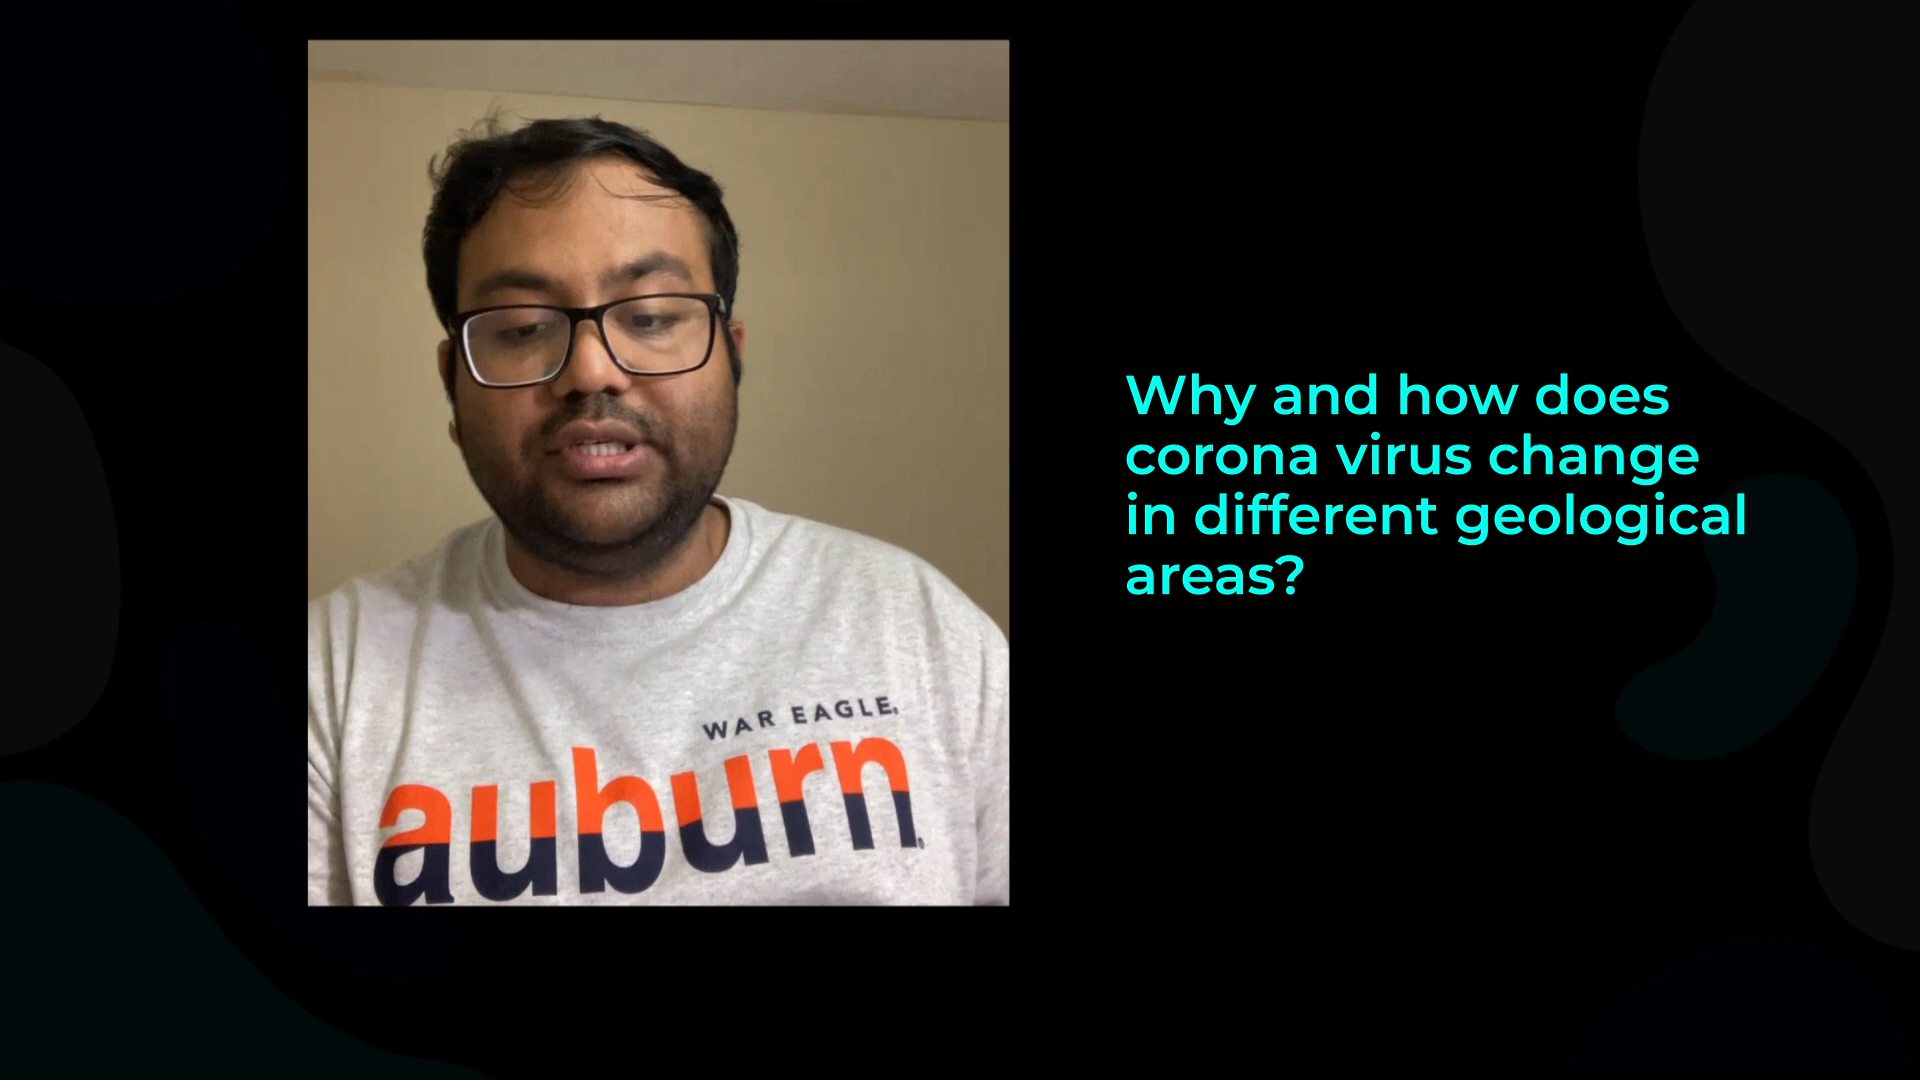 WAR EAGLE.
auburn
Why and how does
corona virus change
in different geological
areas?